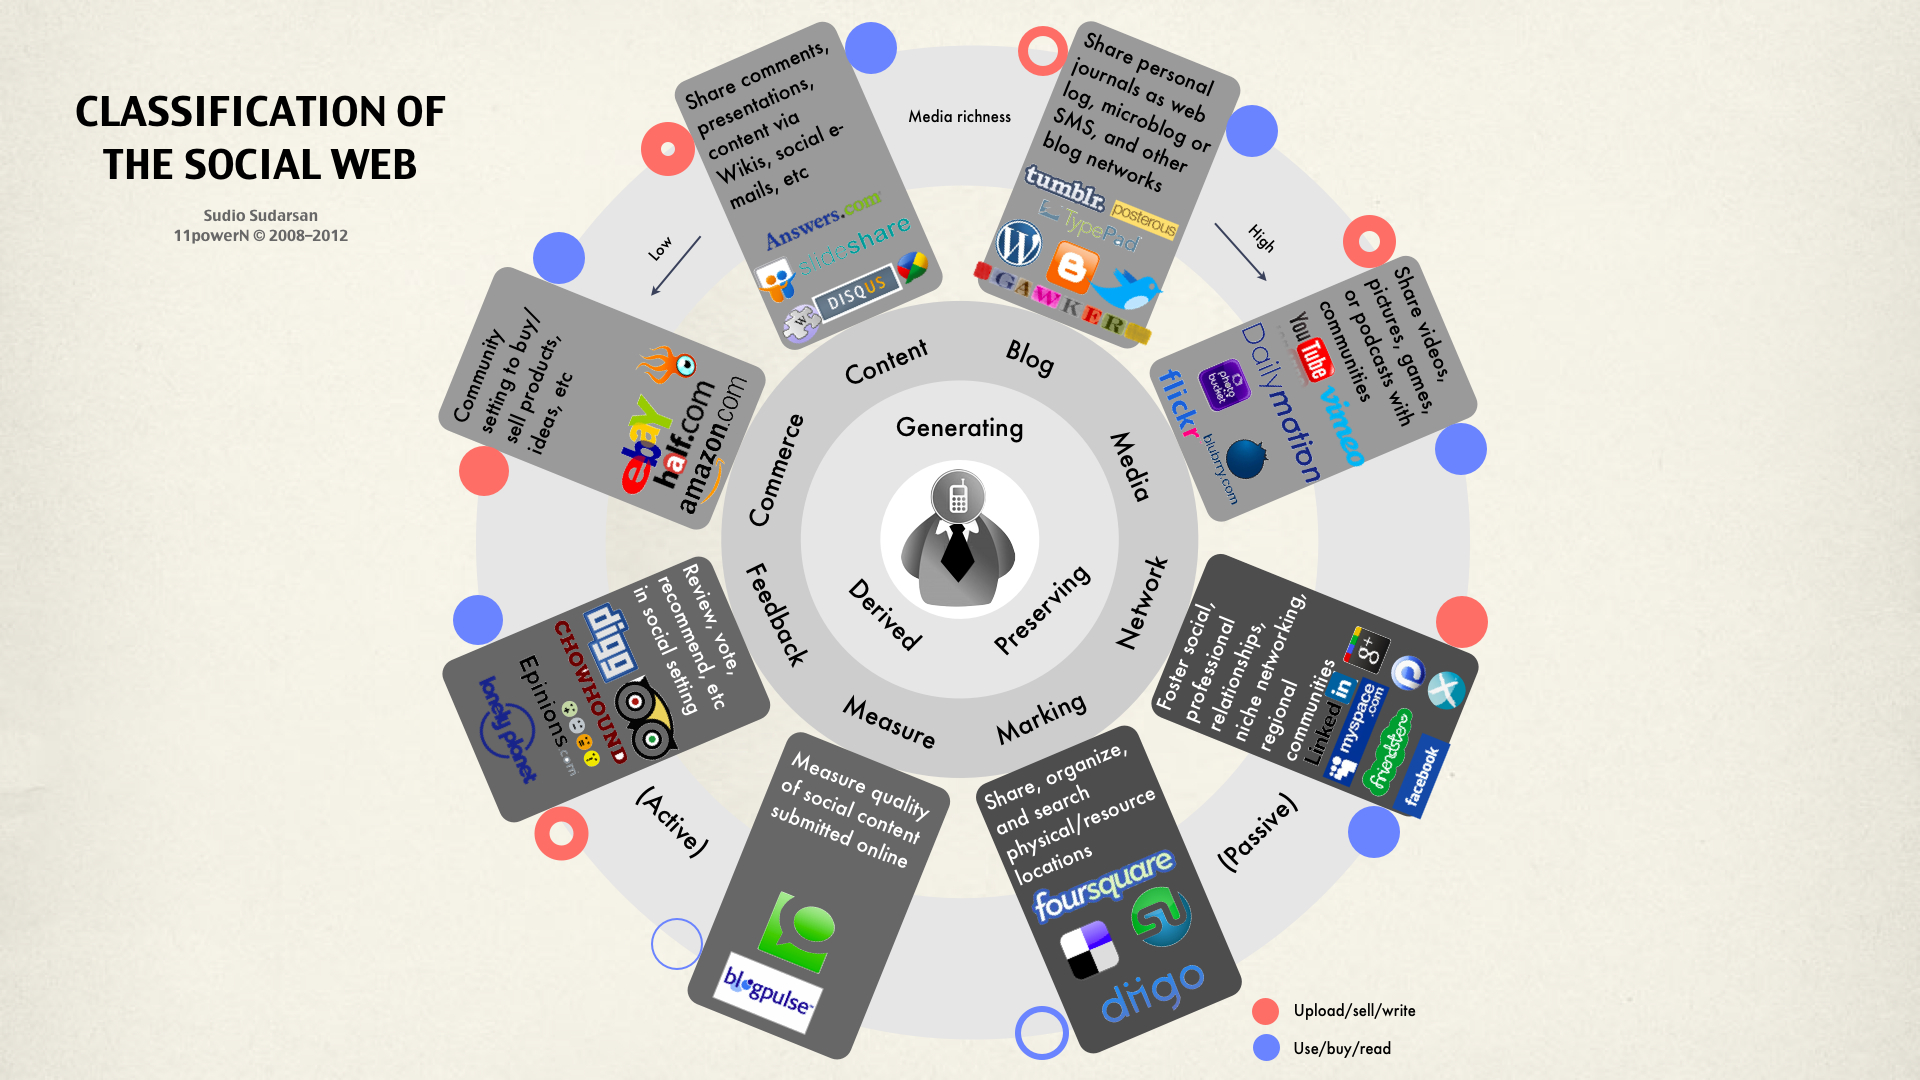 CLASSIFICATION OF
THE SOCIAL WEB
Sudio Sudarsan
11powerN © 2008–2012
Share comments,
presentations,
content via
Wikis, social e-
mails, etc
Answers.com
slideshare
DISQUS
W
Media richness
Low
High
Share personal
journals as web
log, microblog or
SMS, and other
blog networks
tumblr.
posterous
TypePad
W
B
GAWKER
Share videos,
pictures, games,
or podcasts with
communities
You Tube
vimeo
Dailymotion
photobucket
flickr
blubrry.com
Community
setting to buy/
sell products,
ideas, etc
ebay
half.com
amazon.com
Content
Blog
Media
Network
Marking
Measure
Feedback
Commerce
Generating
Preserving
Derived
Review, vote,
recommend, etc
in social setting
digg
CHOWHOUND
Epinions.com
lonely planet
Foster social,
professional
relationships,
niche networking,
regional
communities
g+
Linked in
myspace.com
friendster
facebook
(Active)
(Passive)
Measure quality
of social content
submitted online
blogpulse™
Share, organize,
and search
physical/resource
locations
foursquare
diigo
Upload/sell/write
Use/buy/read